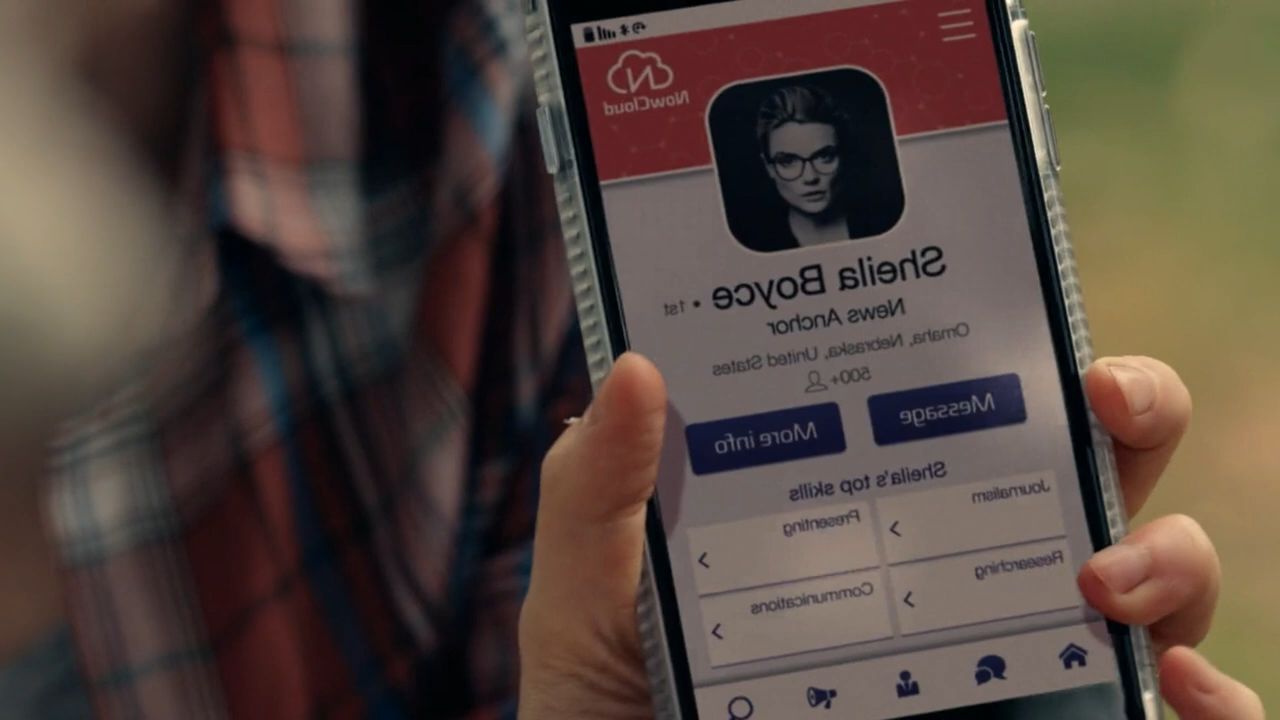 NowCloud
Sheila Boyce • 1st
News Anchor
Omaha, Nebraska, United States
500+
Message
More info
Sheila's top skills
Journalism
Presenting
Researching
Communications